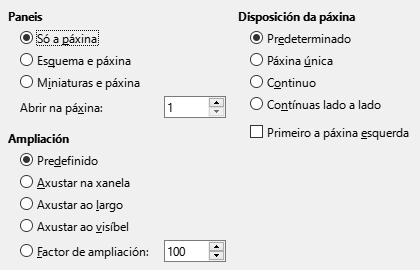 Paneis
Só a páxina
Esquema e páxina
Miniaturas e páxina
Abrir na páxina: 1
Ampliación
Predefinido
Axustar na xanela
Axustar ao largo
Axustar ao visíbel
Factor de ampliación: 100
Disposición da páxina
Predeterminado
Páxina única
Continuo
Contínuas lado a lado
Primeiro a páxina esquerda